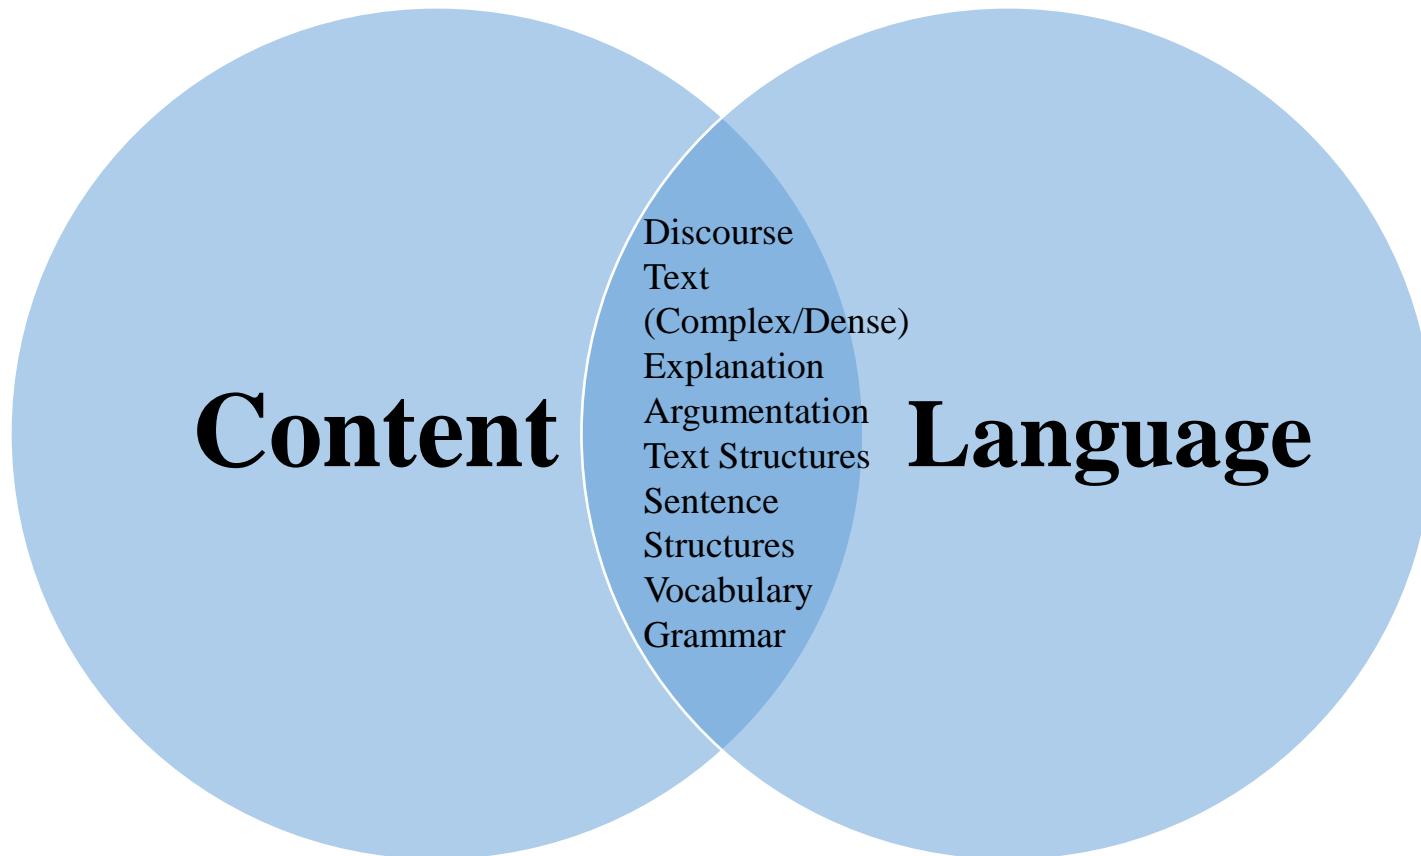 Content
Discourse
Text
(Complex/Dense)
Explanation
Argumentation
Text Structures
Sentence
Structures
Vocabulary
Grammar
Language